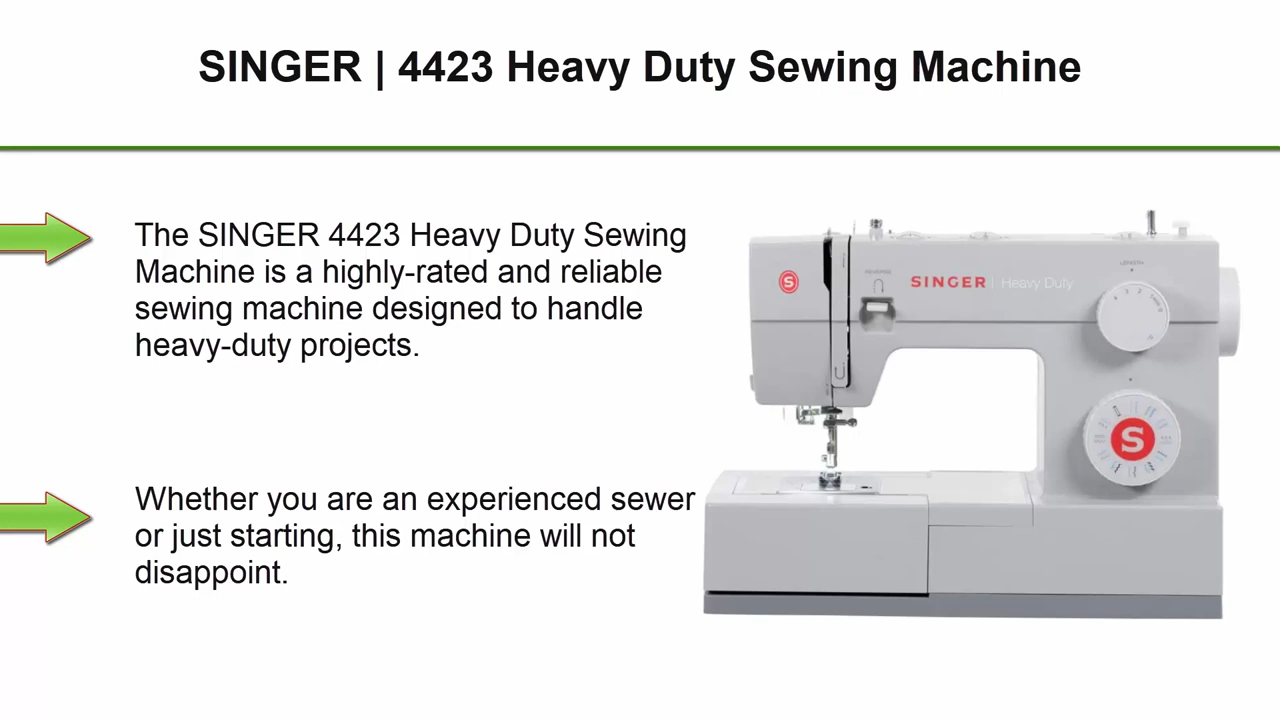 SINGER | 4423 Heavy Duty Sewing Machine
The SINGER 4423 Heavy Duty Sewing
Machine is a highly-rated and reliable
sewing machine designed to handle
heavy-duty projects.
Whether you are an experienced sewer
or just starting, this machine will not
disappoint.
S
REVERSE
SINGER | Heavy Duty
LENGTH
S